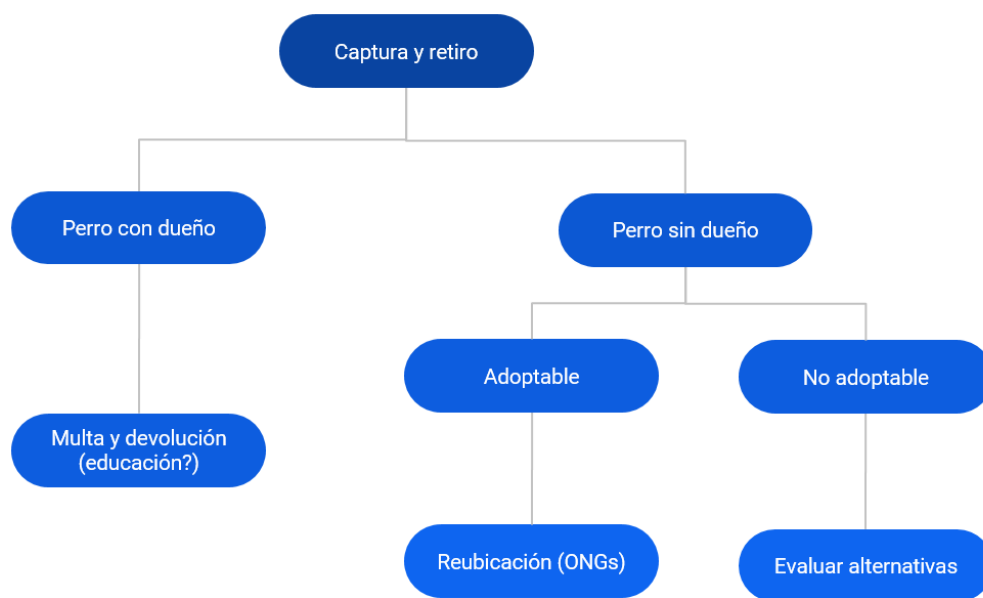 Captura y retiro
Perro con dueño
Perro sin dueño
Adoptable
No adoptable
Multa y devolución
(educación?)
Reubicación (ONGs)
Evaluar alternativas